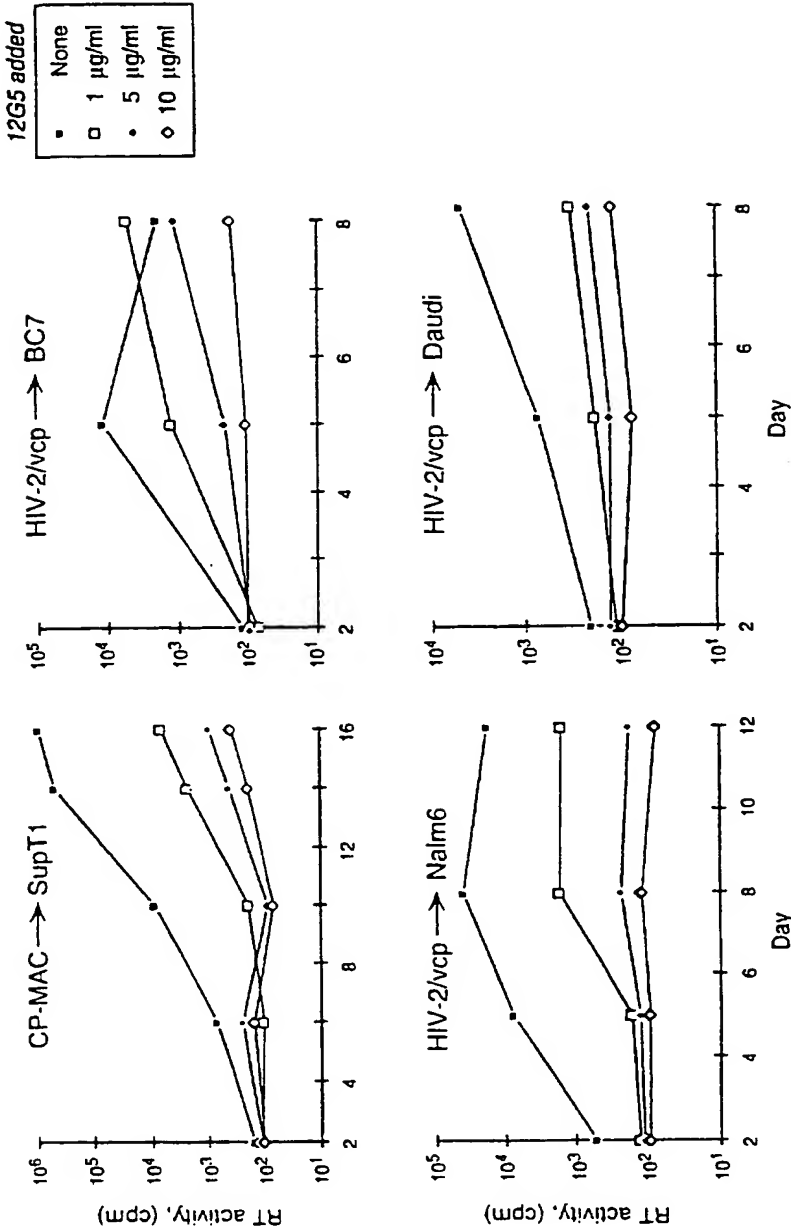 12G5 added
None
1 µg/ml
5 µg/ml
10 µg/ml
CP-MAC → SupT1
RT activity, (cpm)
10⁶
10⁵
10⁴
10³
10²
10¹
2 4 8 12 16
HIV-2/vcp → BC7
10⁵
10⁴
10³
10²
10¹
2 4 6 8
HIV-2/vcp → Nalm6
RT activity, (cpm)
10⁵
10⁴
10³
10²
10¹
2 4 6 8 10 12
Day
HIV-2/vcp → Daudi
10⁴
10³
10²
10¹
2 4 6 8
Day